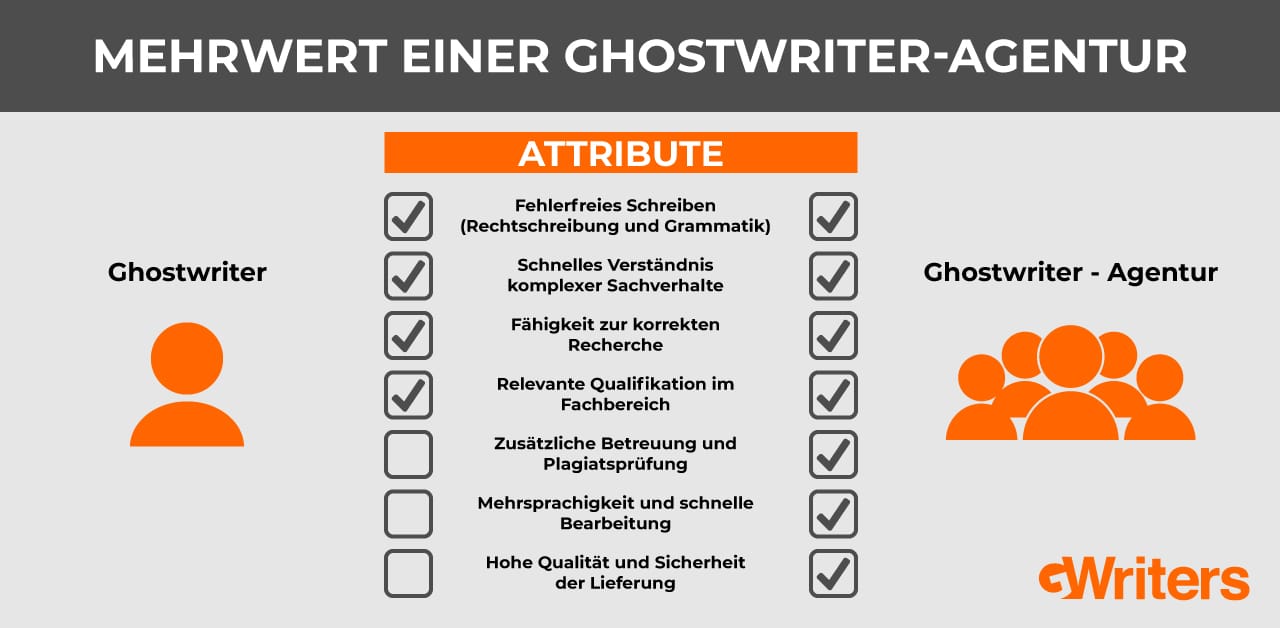 MEHRWERT EINER GHOSTWRITER-AGENTUR
ATTRIBUTE
Ghostwriter
Fehlerfreies Schreiben
(Rechtschreibung und Grammatik)
Schnelles Verständnis
komplexer Sachverhalte
Fähigkeit zur korrekten
Recherche
Relevante Qualifikation im
Fachbereich
Zusätzliche Betreuung und
Plagiatsprüfung
Mehrsprachigkeit und schnelle
Bearbeitung
Hohe Qualität und Sicherheit
der Lieferung
Ghostwriter - Agentur
GWriters